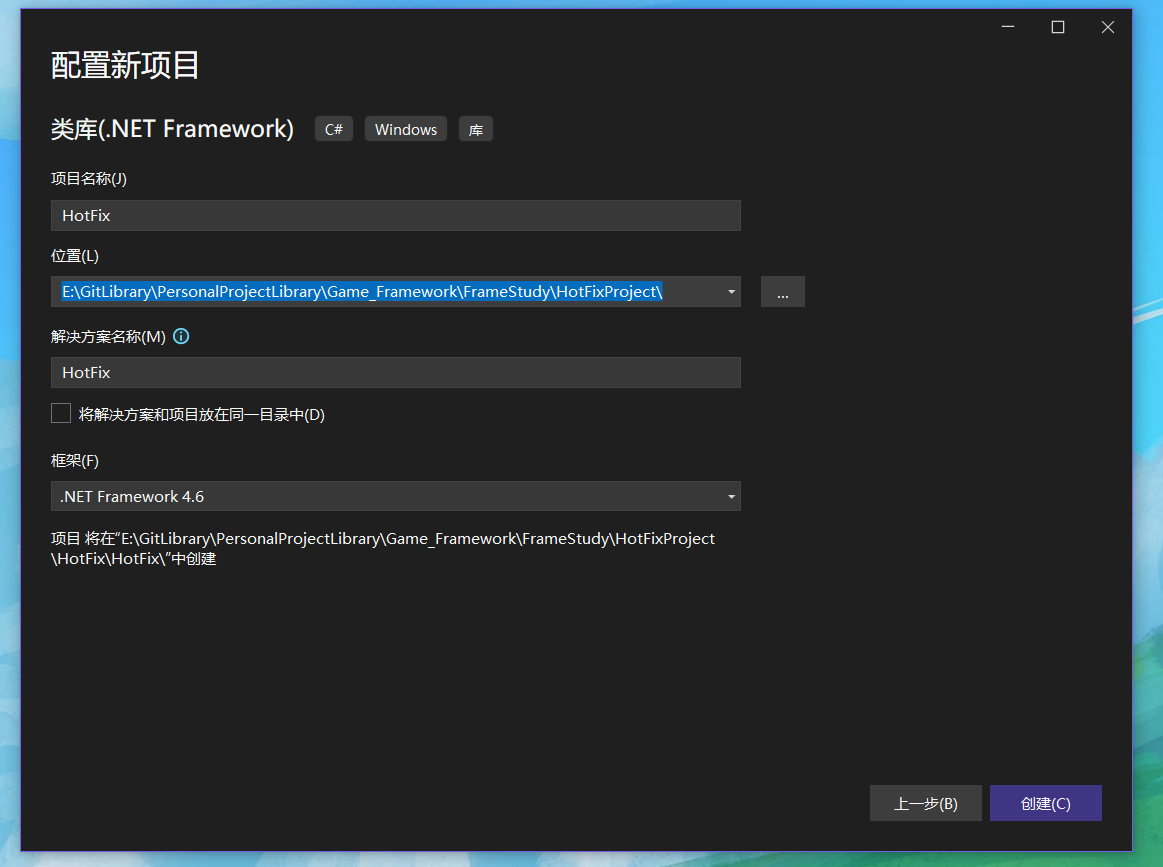 配置新项目
类库(.NET Framework) C# Windows 库
项目名称(J)
HotFix
位置(L)
E:\GitLibrary\PersonalProjectLibrary\Game_Framework\FrameStudy\HotFixProject\
...
解决方案名称(M)
HotFix
将解决方案和项目放在同一目录中(D)
框架(F)
.NET Framework 4.6
项目 将在"E:\GitLibrary\PersonalProjectLibrary\Game_Framework\FrameStudy\HotFixProject
\HotFix\HotFix\"中创建
上一步(B) 创建(C)